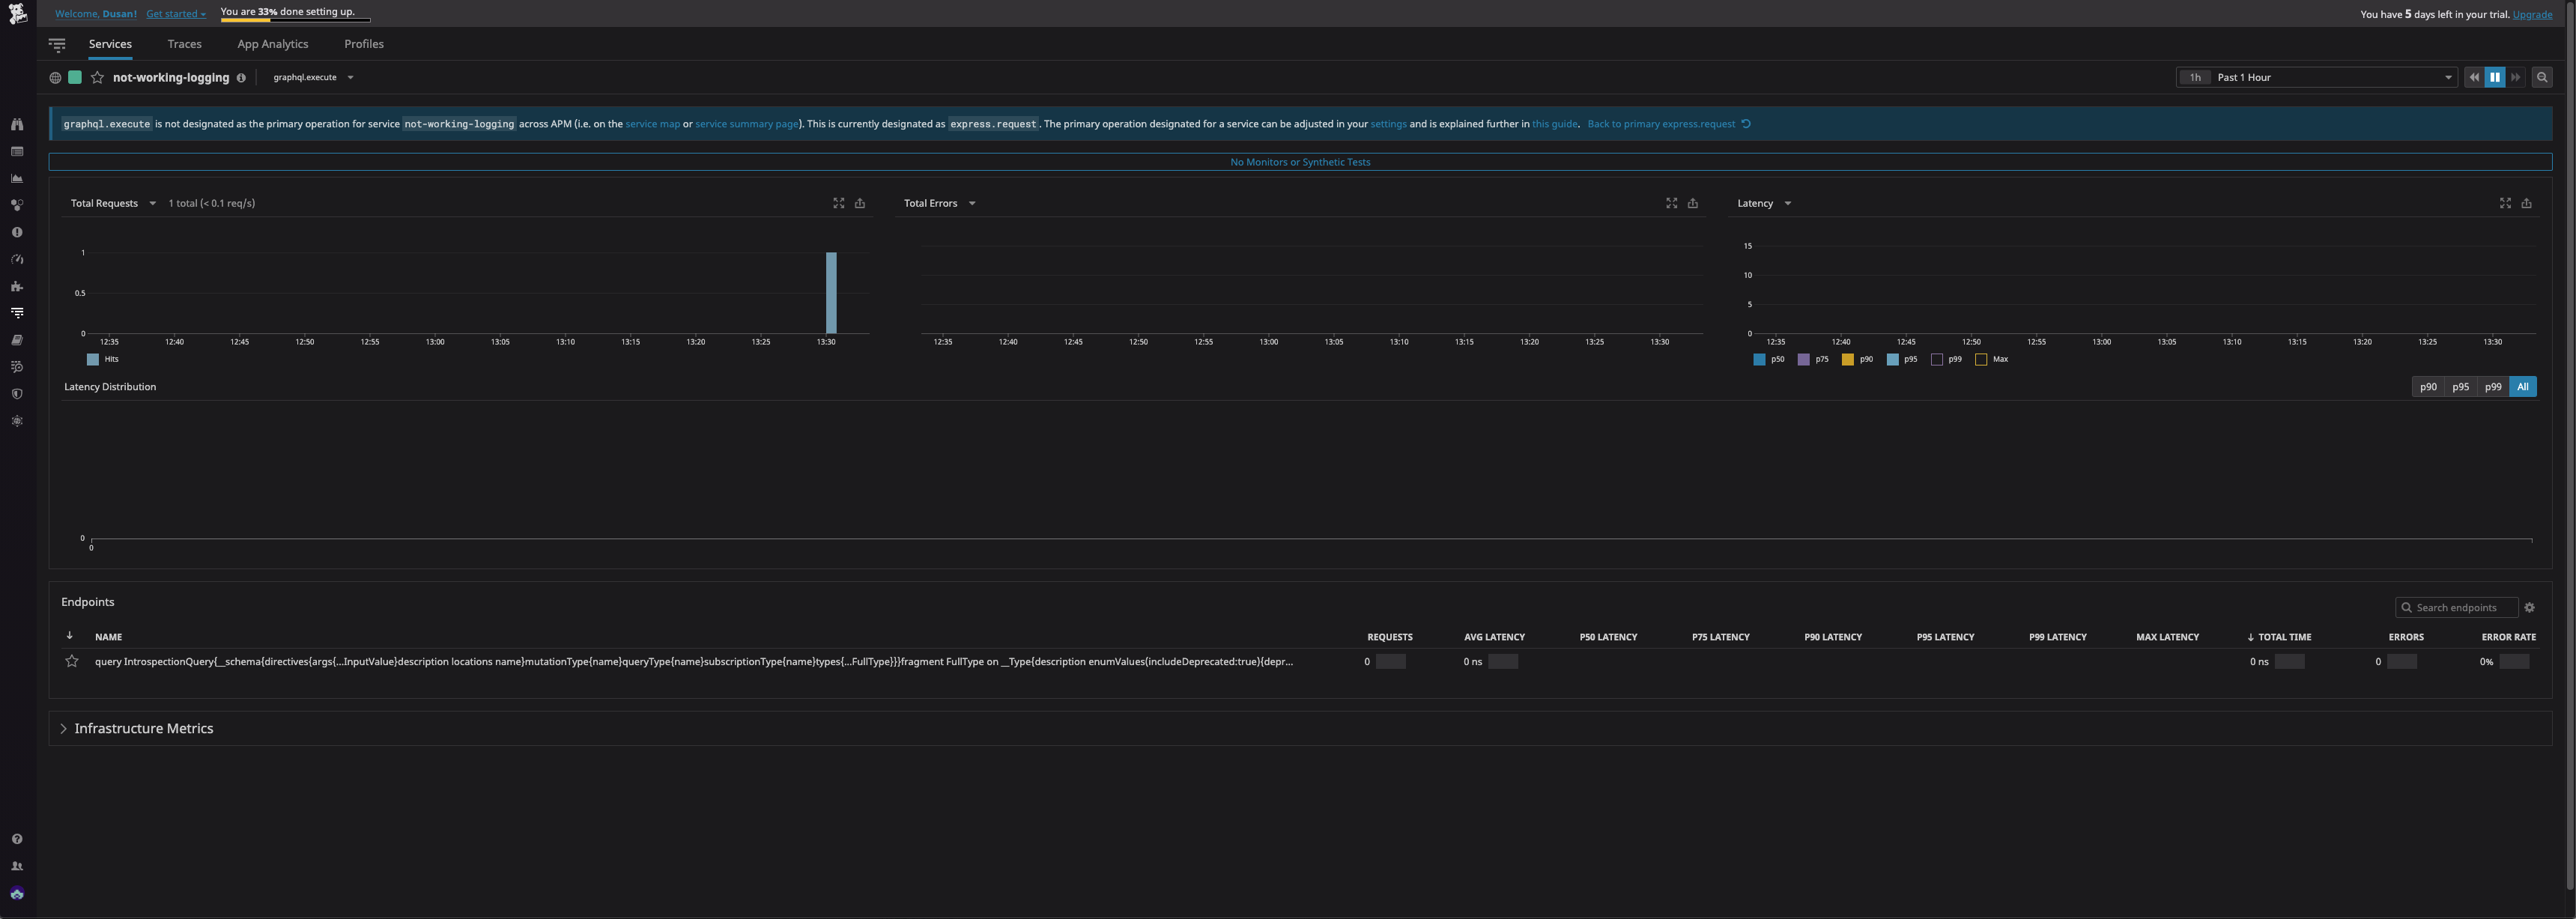 Welcome, Dusan! Get started You are 33% done setting up. You have 5 days left in your trial. Upgrade
Services Traces App Analytics Profiles
not-working-logging graphql.execute 1h Past 1 Hour
graphql.execute is not designated as the primary operation for service not-working-logging across APM (i.e. on the service map or service summary page). This is currently designated as express.request. The primary operation designated for a service can be adjusted in your settings and is explained further in this guide. Back to primary express.request
No Monitors or Synthetic Tests
Total Requests 1 total (< 0.1 req/s)
1
0.5
0
12:35 12:40 12:45 12:50 12:55 13:00 13:05 13:10 13:15 13:20 13:25 13:30
Hits
Total Errors
12:35 12:40 12:45 12:50 12:55 13:00 13:05 13:10 13:15 13:20 13:25 13:30
Latency
15
10
5
0
12:35 12:40 12:45 12:50 12:55 13:00 13:05 13:10 13:15 13:20 13:25 13:30
p50 p75 p90 p95 p99 Max
Latency Distribution p90 p95 p99 All
0
0
Endpoints
Search endpoints
NAME REQUESTS AVG LATENCY P50 LATENCY P75 LATENCY P90 LATENCY P95 LATENCY P99 LATENCY MAX LATENCY TOTAL TIME ERRORS ERROR RATE
query IntrospectionQuery{__schema{directives{args{...InputValue}description locations name}mutationType{name}queryType{name}subscriptionType{name}types{...FullType}}}fragment FullType on __Type{description enumValues(includeDeprecated:true){depr... 0 0 ns 0 ns 0 0%
Infrastructure Metrics